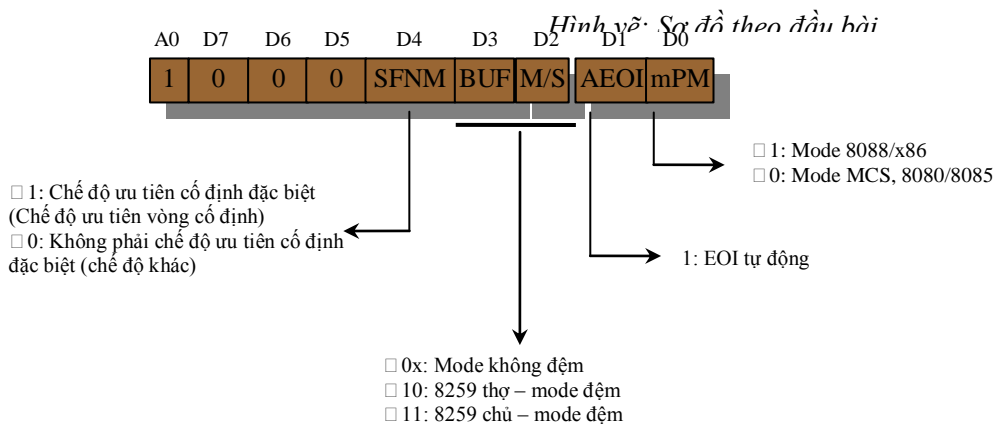 Hình vẽ: Sơ đồ theo đầu bài
A0 D7 D6 D5 D4 D3 D2 D1 D0
1 0 0 0 SFNM BUF M/S AEOI mPM
□ 1: Mode 8088/x86
□ 0: Mode MCS, 8080/8085
□ 1: Chế độ ưu tiên cố định đặc biệt
(Chế độ ưu tiên vòng cố định)
□ 0: Không phải chế độ ưu tiên cố định
đặc biệt (chế độ khác)
1: EOI tự động
□ 0x: Mode không đệm
□ 10: 8259 thợ – mode đệm
□ 11: 8259 chủ – mode đệm